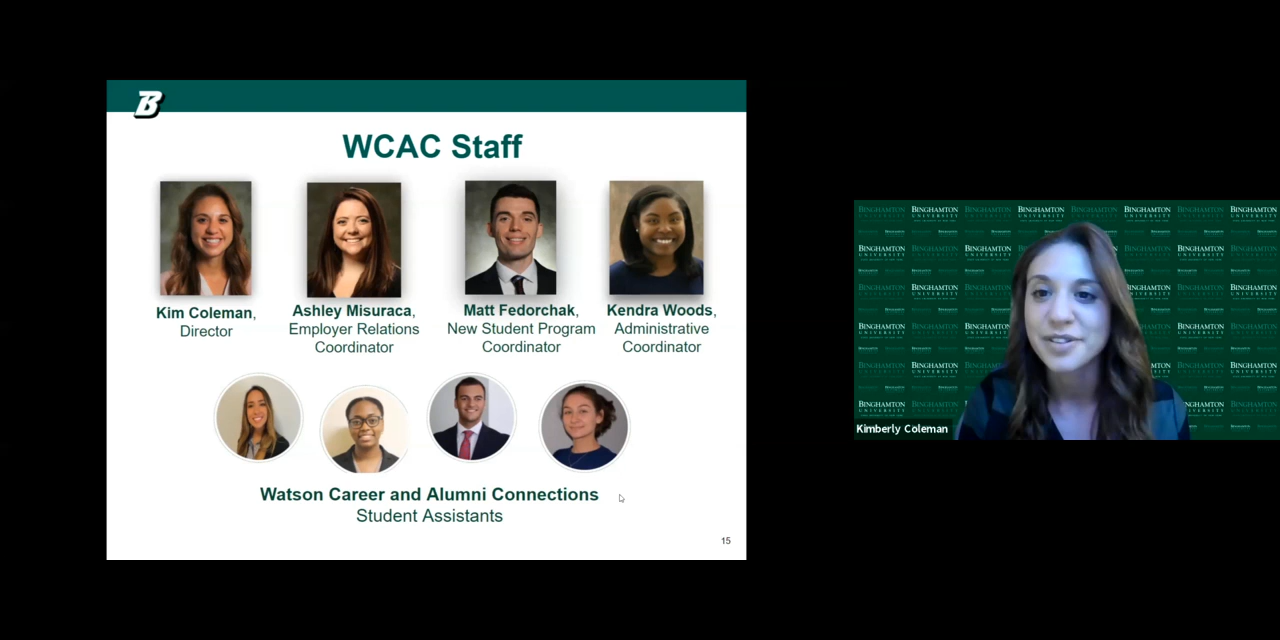 B
WCAC Staff
Kim Coleman,
Director
Ashley Misuraca,
Employer Relations
Coordinator
Matt Fedorchak,
New Student Program
Coordinator
Kendra Woods,
Administrative
Coordinator
Watson Career and Alumni Connections
Student Assistants
15
BINGHAMTON
UNIVERSITY
Kimberly Coleman